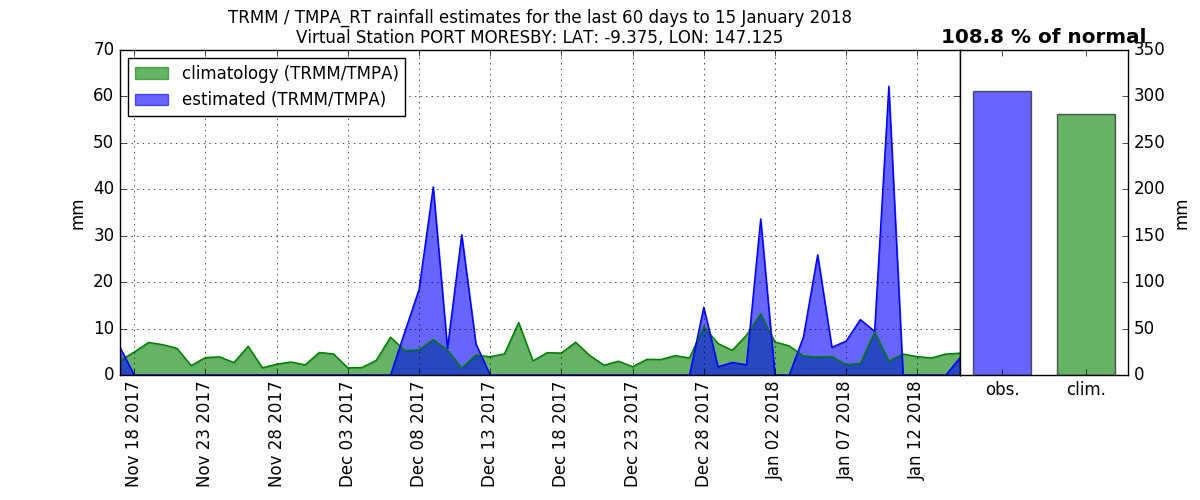 TRMM / TMPA_RT rainfall estimates for the last 60 days to 15 January 2018
Virtual Station PORT MORESBY: LAT: -9.375, LON: 147.125
108.8 % of normal
climatology (TRMM/TMPA)
estimated (TRMM/TMPA)
mm
70
60
50
40
30
20
10
0
Nov 18 2017
Nov 23 2017
Nov 28 2017
Dec 03 2017
Dec 08 2017
Dec 13 2017
Dec 18 2017
Dec 23 2017
Dec 28 2017
Jan 02 2018
Jan 07 2018
Jan 12 2018
obs.
clim.
350
300
250
200
150
100
50
0
mm